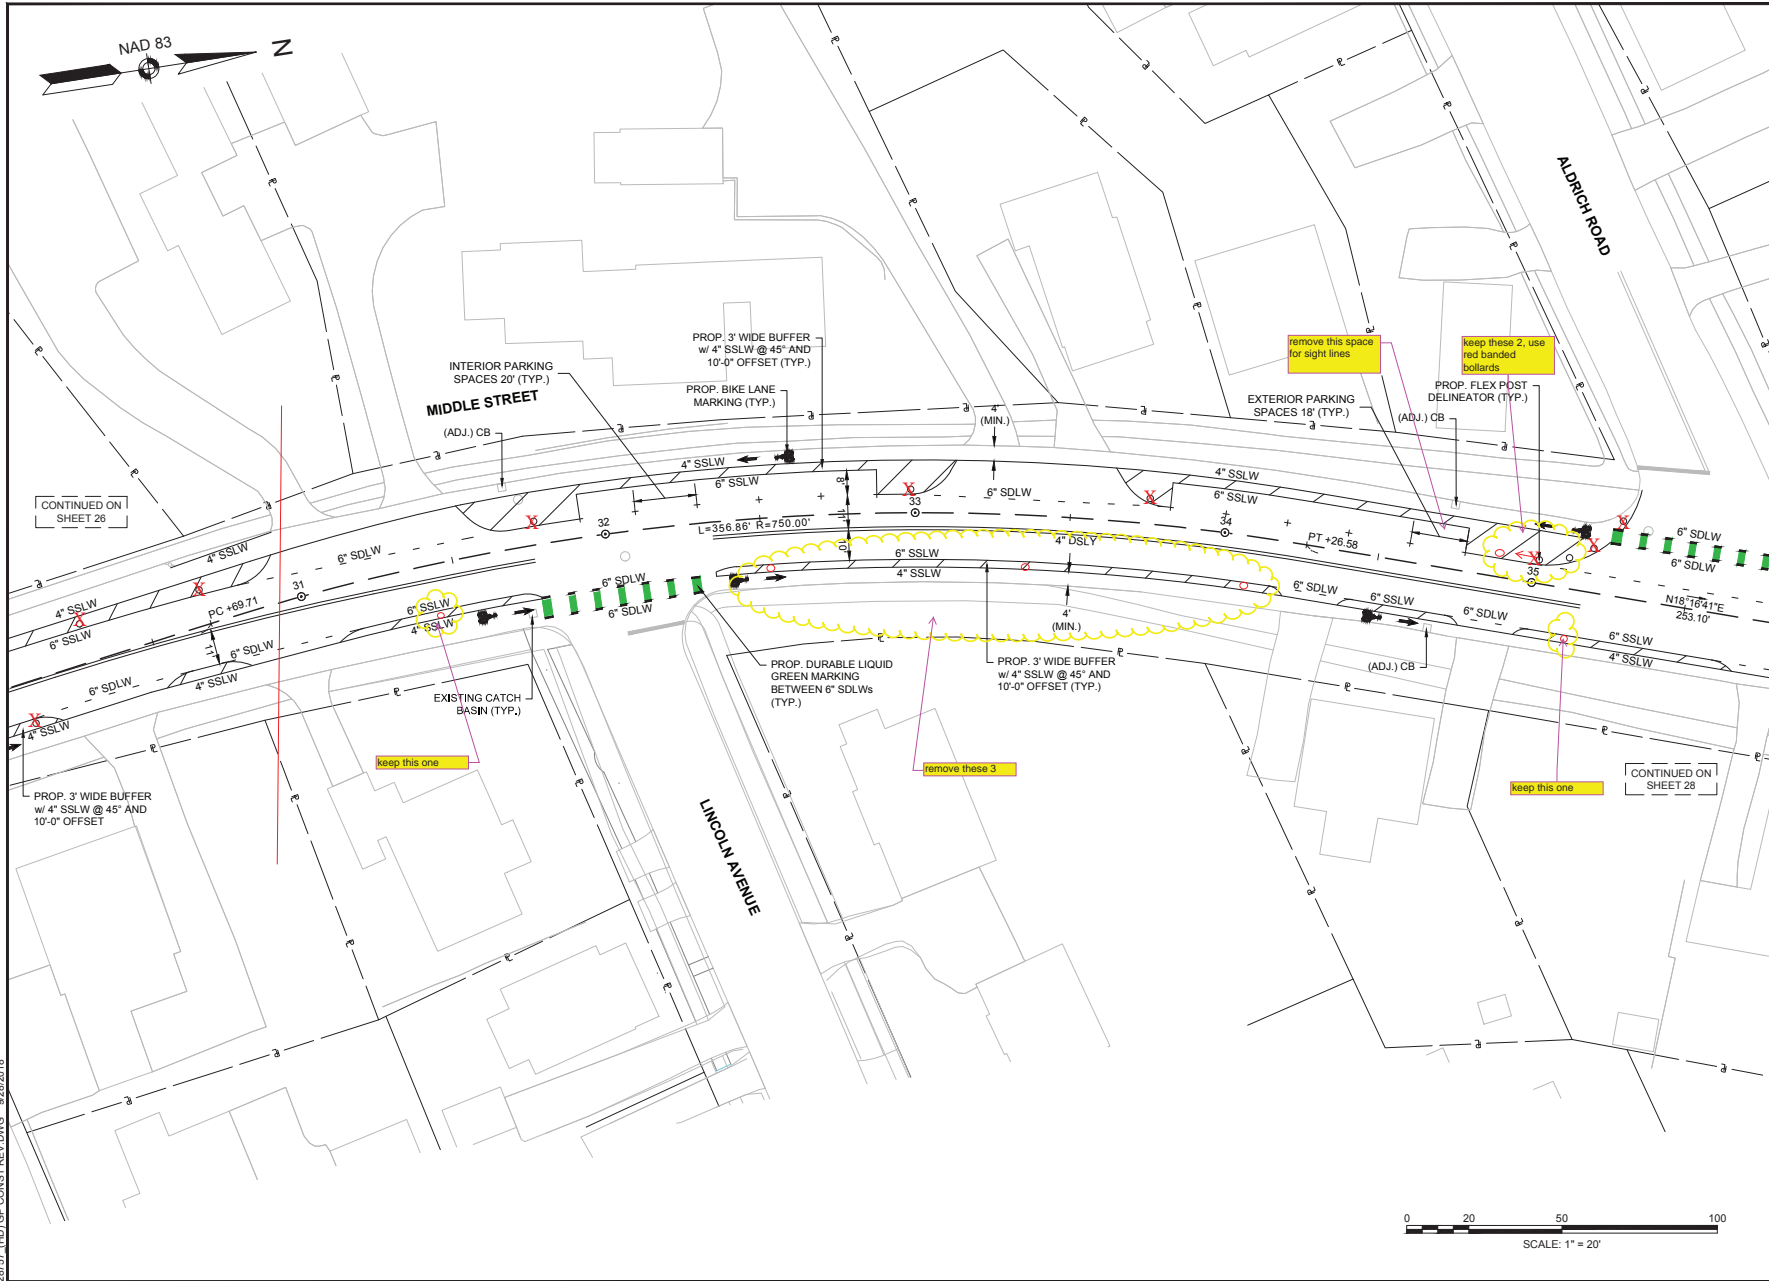 NAD 83
N
ALDRICH ROAD
PROP. 3' WIDE BUFFER
w/ 4" SSLW @ 45° AND
10'-0" OFFSET (TYP.)
INTERIOR PARKING
SPACES 20' (TYP.)
MIDDLE STREET
PROP. BIKE LANE
MARKING (TYP.)
(ADJ.) CB
4'
(MIN.)
remove this space
for sight lines
keep these 2, use
red banded
bollards
PROP. FLEX POST
DELINEATOR (TYP.)
EXTERIOR PARKING
SPACES 18' (TYP.)
(ADJ.) CB
CONTINUED ON
SHEET 26
4" SSLW
6" SSLW
8'
11'
10'
6" SDLW
33
4" SSLW
6" SSLW
32
L=356.86' R=750.00'
34
PT +26.58
6" SDLW
6" SDLW
35
N18°16'41"E
253.10'
4" SSLW
6" SDLW
31
PC +69.71
4" SSLW
6" SSLW
11'
6" SDLW
6" SDLW
4" SSLW
4" SSLW
6" SSLW
4" SSLW
6" SDLW
6" SDLW
4" DSLY
6" SSLW
4" SSLW
4'
(MIN.)
6" SDLW
6" SSLW
6" SDLW
6" SSLW
4" SSLW
(ADJ.) CB
EXISTING CATCH
BASIN (TYP.)
PROP. DURABLE LIQUID
GREEN MARKING
BETWEEN 6" SDLWs
(TYP.)
PROP. 3' WIDE BUFFER
w/ 4" SSLW @ 45° AND
10'-0" OFFSET (TYP.)
keep this one
remove these 3
keep this one
CONTINUED ON
SHEET 28
PROP. 3' WIDE BUFFER
w/ 4" SSLW @ 45° AND
10'-0" OFFSET
LINCOLN AVENUE
0 20 50 100
SCALE: 1" = 20'